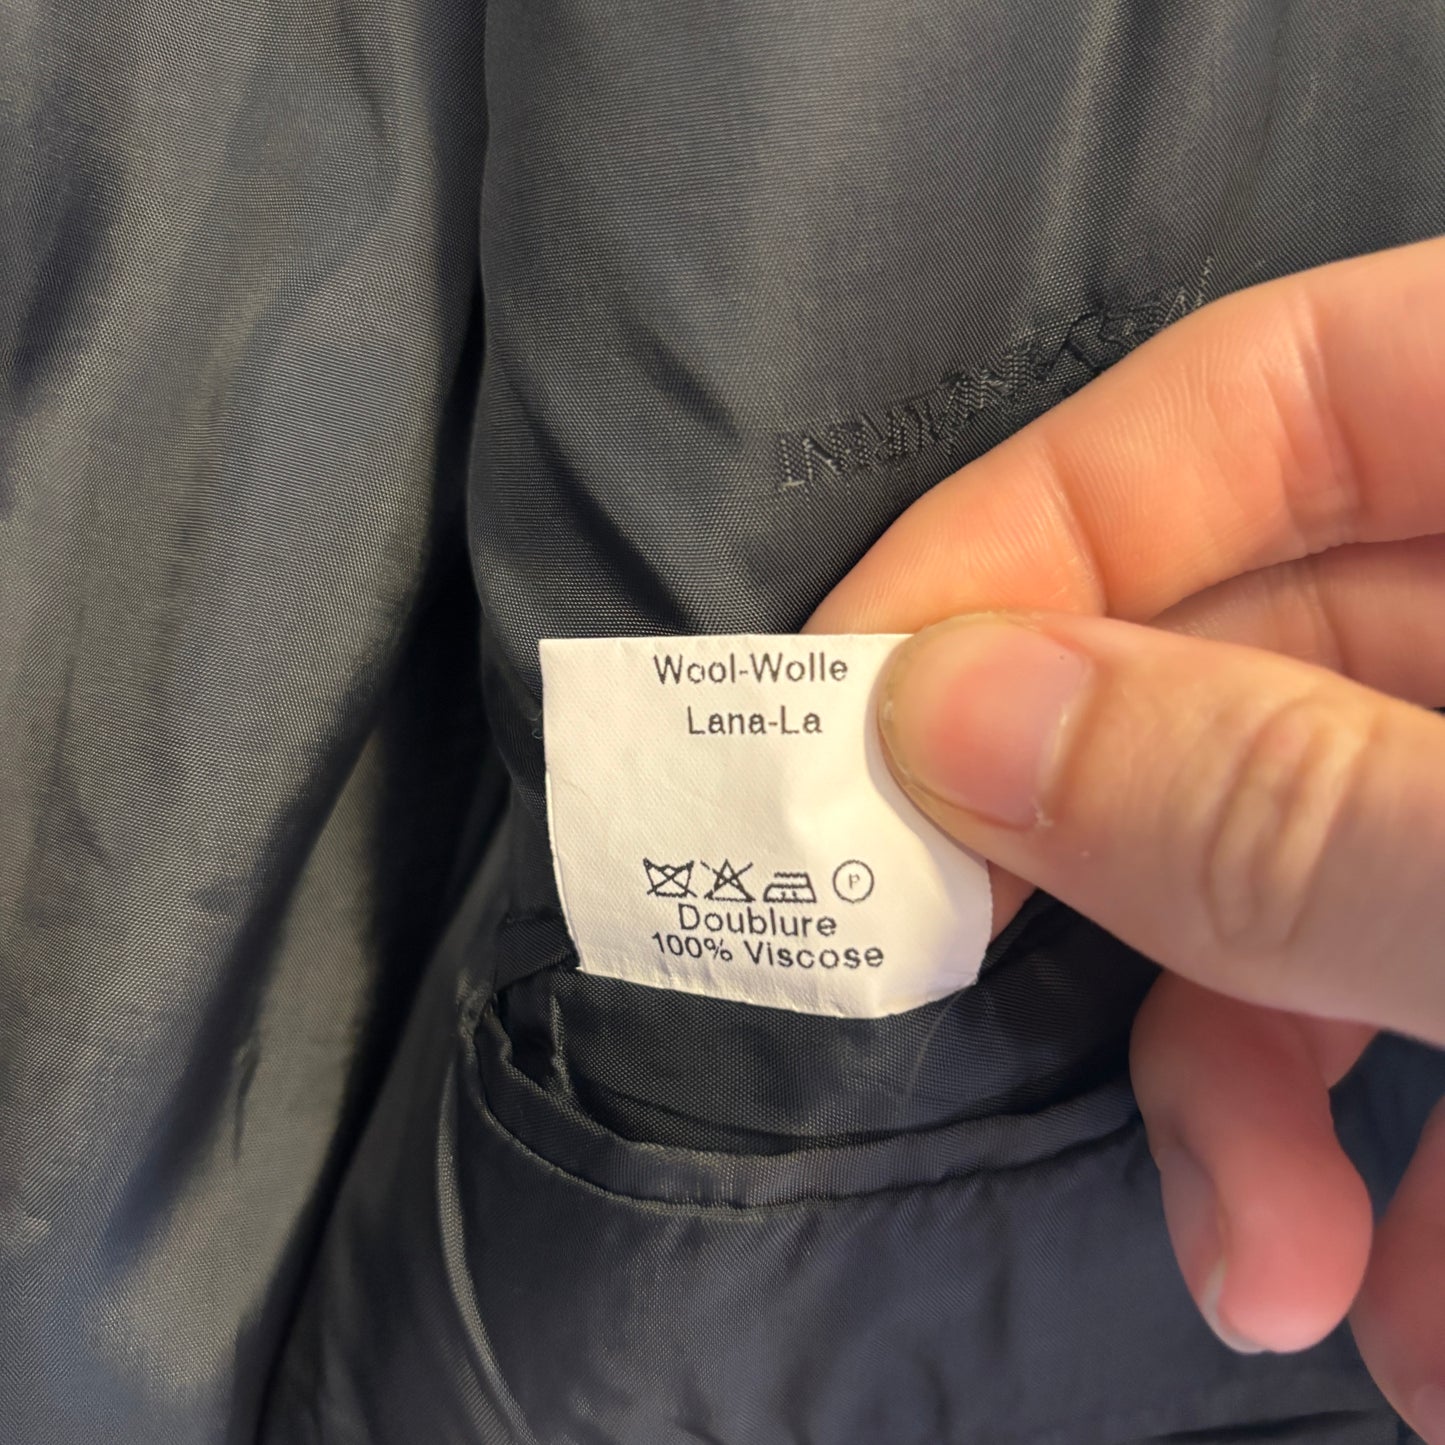 Wool-Wolle
Lana-La
P
Doublure
100% Viscose